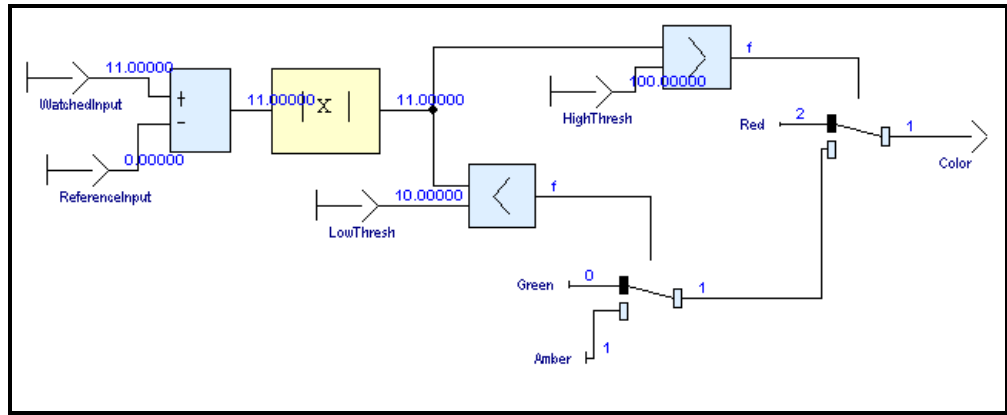 11.00000
WatchedInput
+
−
0.00000
ReferenceInput
11.00000
|x|
11.00000
100.00000
HighThresh
>
f
10.00000
LowThresh
<
f
Red
2
1
Color
Green
0
1
Amber
1